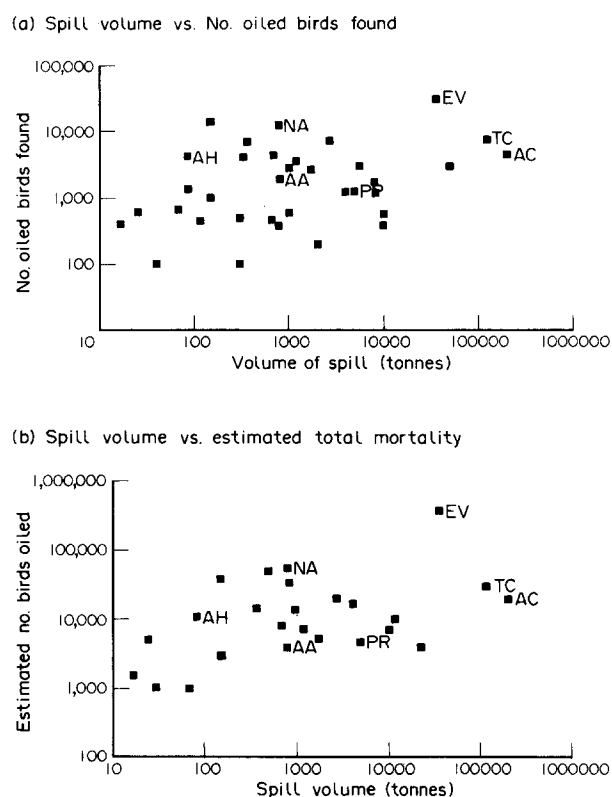 (a) Spill volume vs. No. oiled birds found
100,000
10,000
1,000
100
No. oiled birds found
EV
NA
TC
AC
AH
AA
PP
10 100 1000 10000 100000 1000000
Volume of spill (tonnes)
(b) Spill volume vs. estimated total mortality
1,000,000
100,000
10,000
1,000
100
Estimated no. birds oiled
EV
NA
TC
AC
AH
AA
PR
10 100 1000 10000 100000 1000000
Spill volume (tonnes)